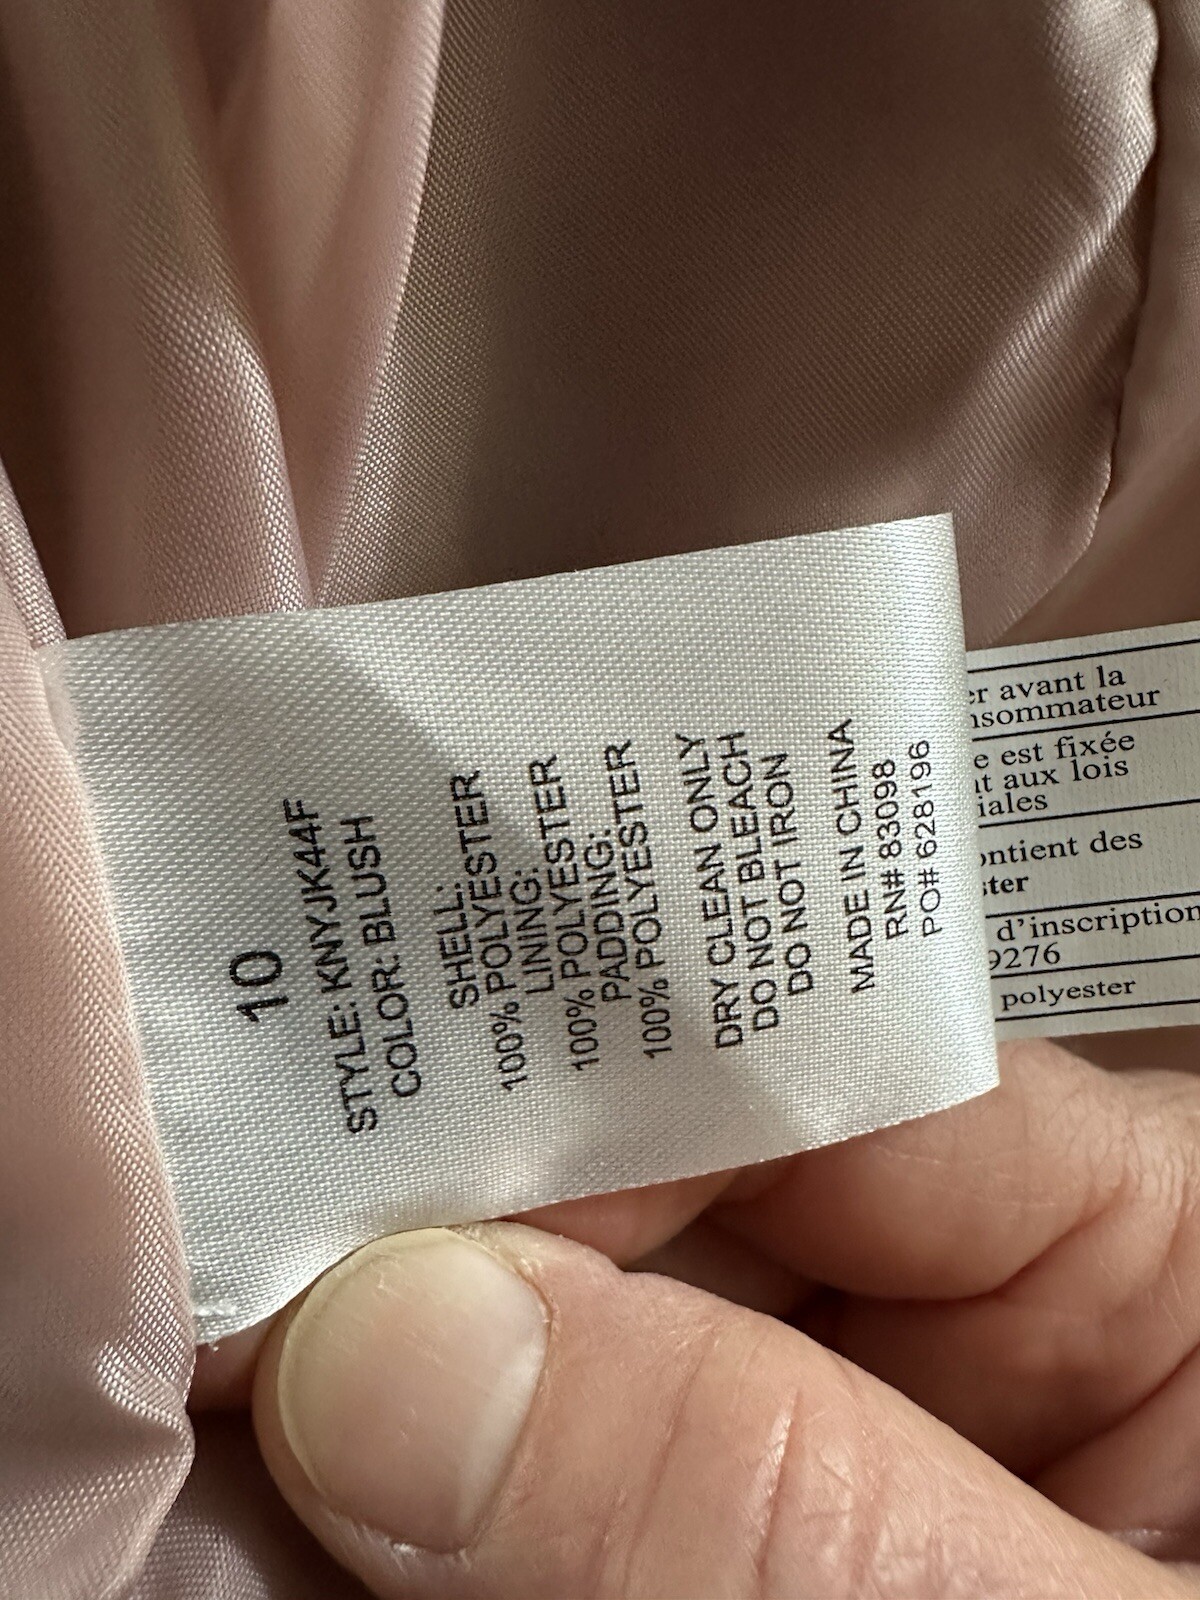 10
STYLE: KNYJK44F
COLOR: BLUSH
SHELL:
100% POLYESTER
LINING:
100% POLYESTER
PADDING:
100% POLYESTER
DRY CLEAN ONLY
DO NOT BLEACH
DO NOT IRON
MADE IN CHINA
RN# 83098
PO# 628196
avant la
est fixée
aux lois
des
d'inscription
9276
polyester